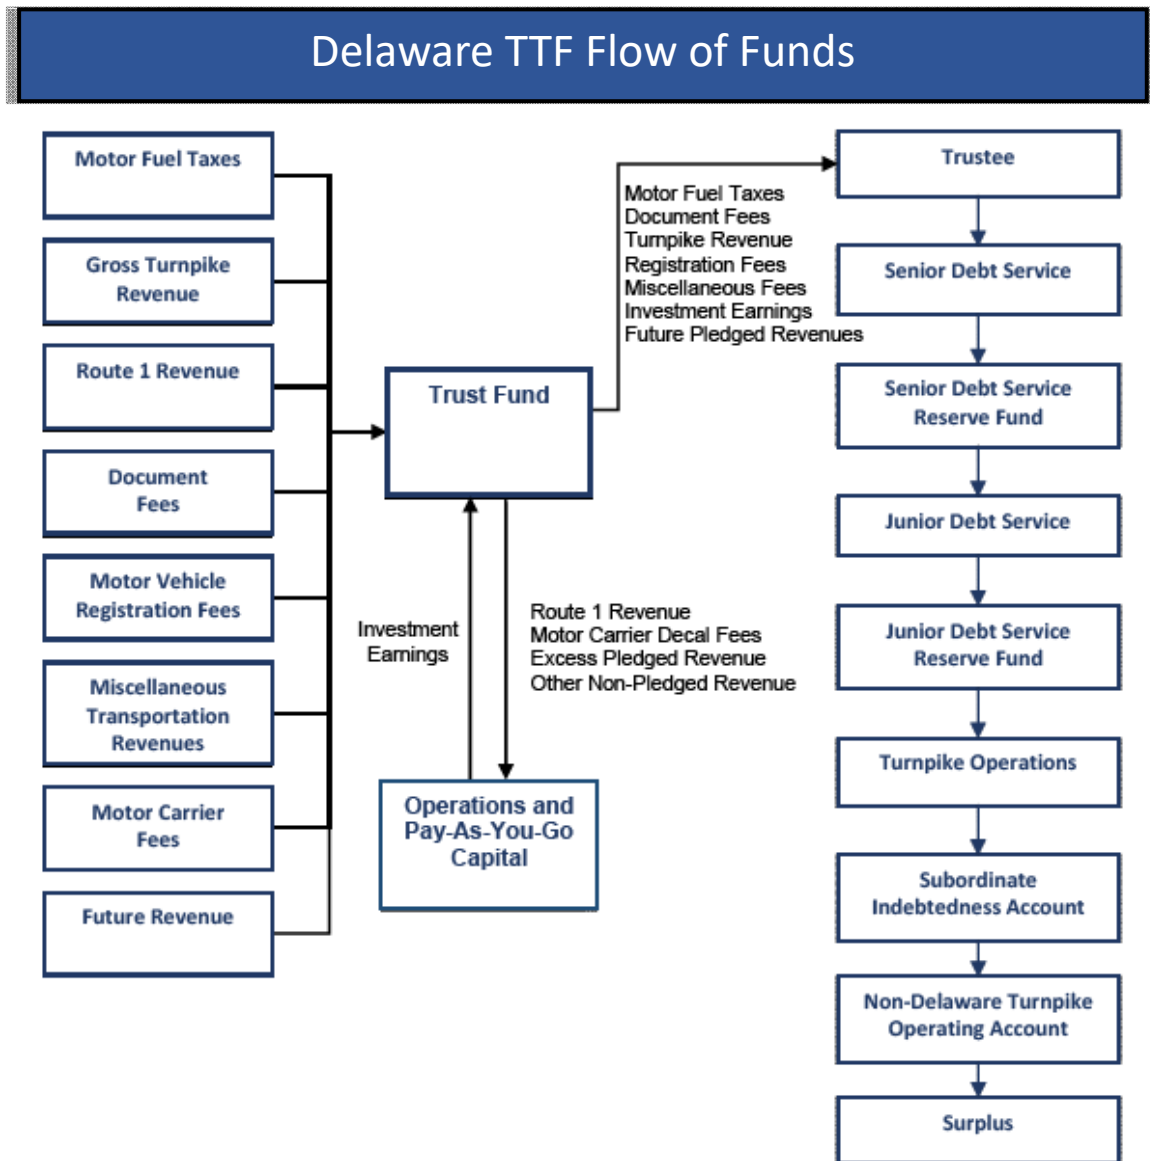 Delaware TTF Flow of Funds
Motor Fuel Taxes
Gross Turnpike
Revenue
Route 1 Revenue
Document
Fees
Motor Vehicle
Registration Fees
Miscellaneous
Transportation
Revenues
Motor Carrier
Fees
Future Revenue
Trust Fund
Investment
Earnings
Route 1 Revenue
Motor Carrier Decal Fees
Excess Pledged Revenue
Other Non-Pledged Revenue
Operations and
Pay-As-You-Go
Capital
Motor Fuel Taxes
Document Fees
Turnpike Revenue
Registration Fees
Miscellaneous Fees
Investment Earnings
Future Pledged Revenues
Trustee
Senior Debt Service
Senior Debt Service
Reserve Fund
Junior Debt Service
Junior Debt Service
Reserve Fund
Turnpike Operations
Subordinate
Indebtedness Account
Non-Delaware Turnpike
Operating Account
Surplus